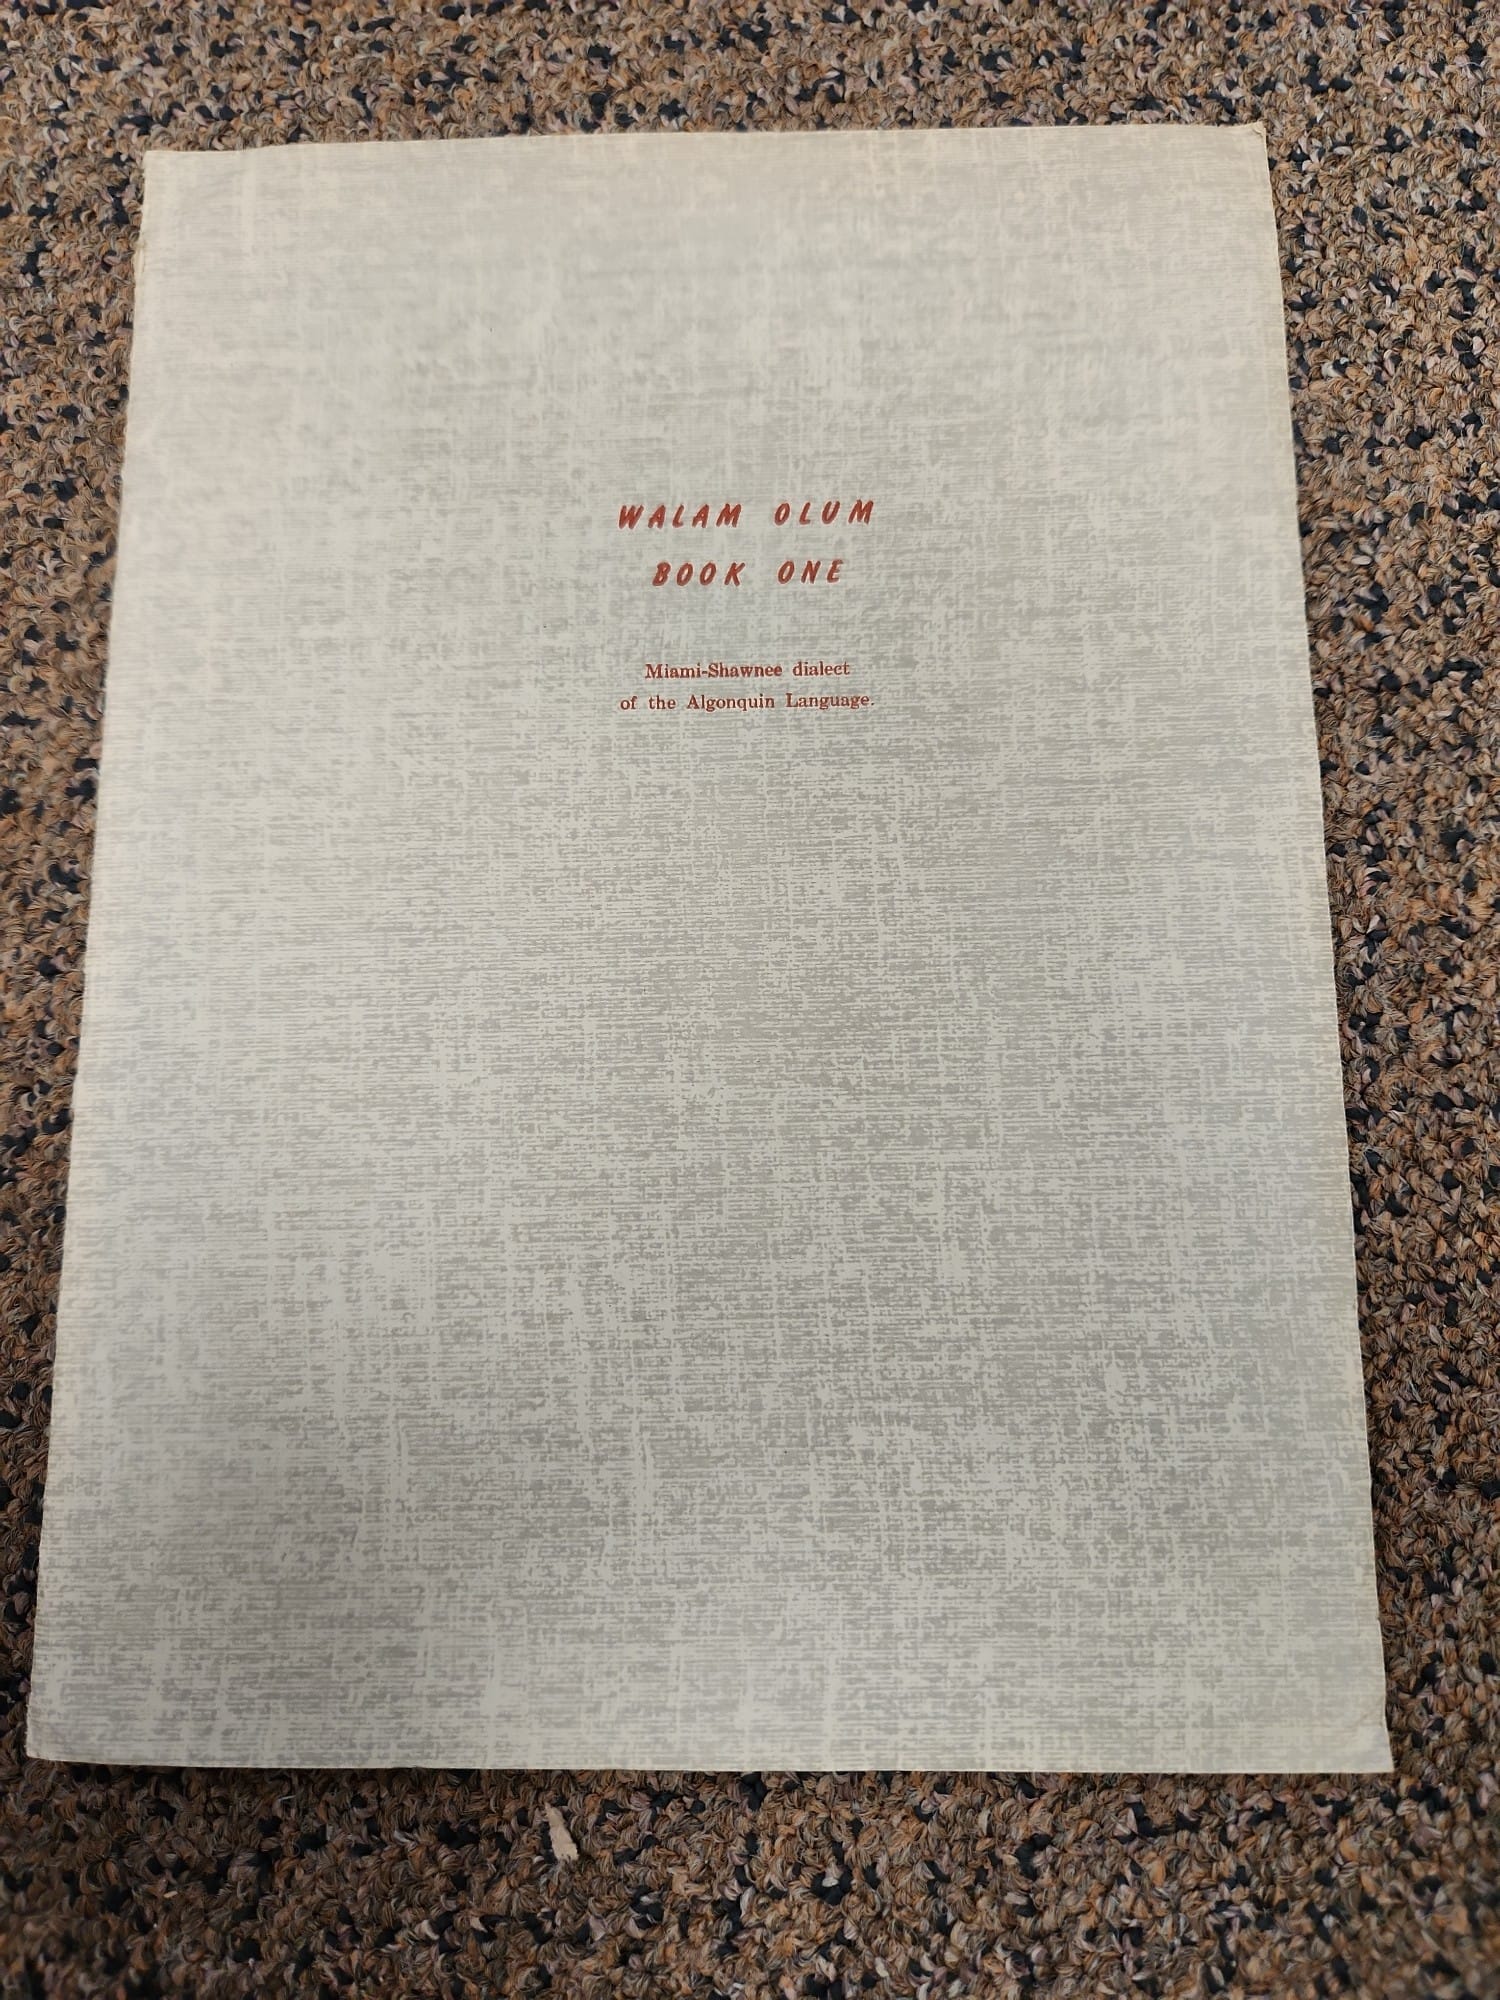 WALAM OLUM
BOOK ONE
Miami-Shawnee dialect
of the Algonquin Language.